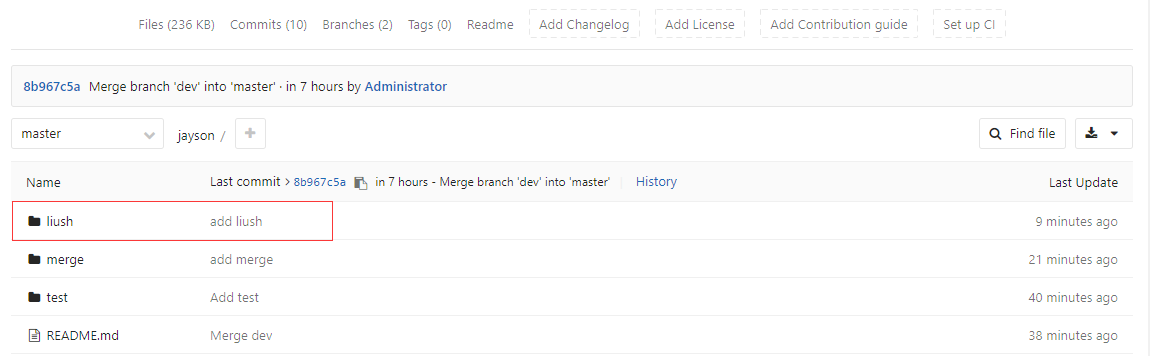 Files (236 KB) Commits (10) Branches (2) Tags (0) Readme Add Changelog Add License Add Contribution guide Set up CI
8b967c5a Merge branch 'dev' into 'master' · in 7 hours by Administrator
master jayson / + Find file
Name Last commit > 8b967c5a in 7 hours - Merge branch 'dev' into 'master' History Last Update
liush add liush 9 minutes ago
merge add merge 21 minutes ago
test Add test 40 minutes ago
README.md Merge dev 38 minutes ago